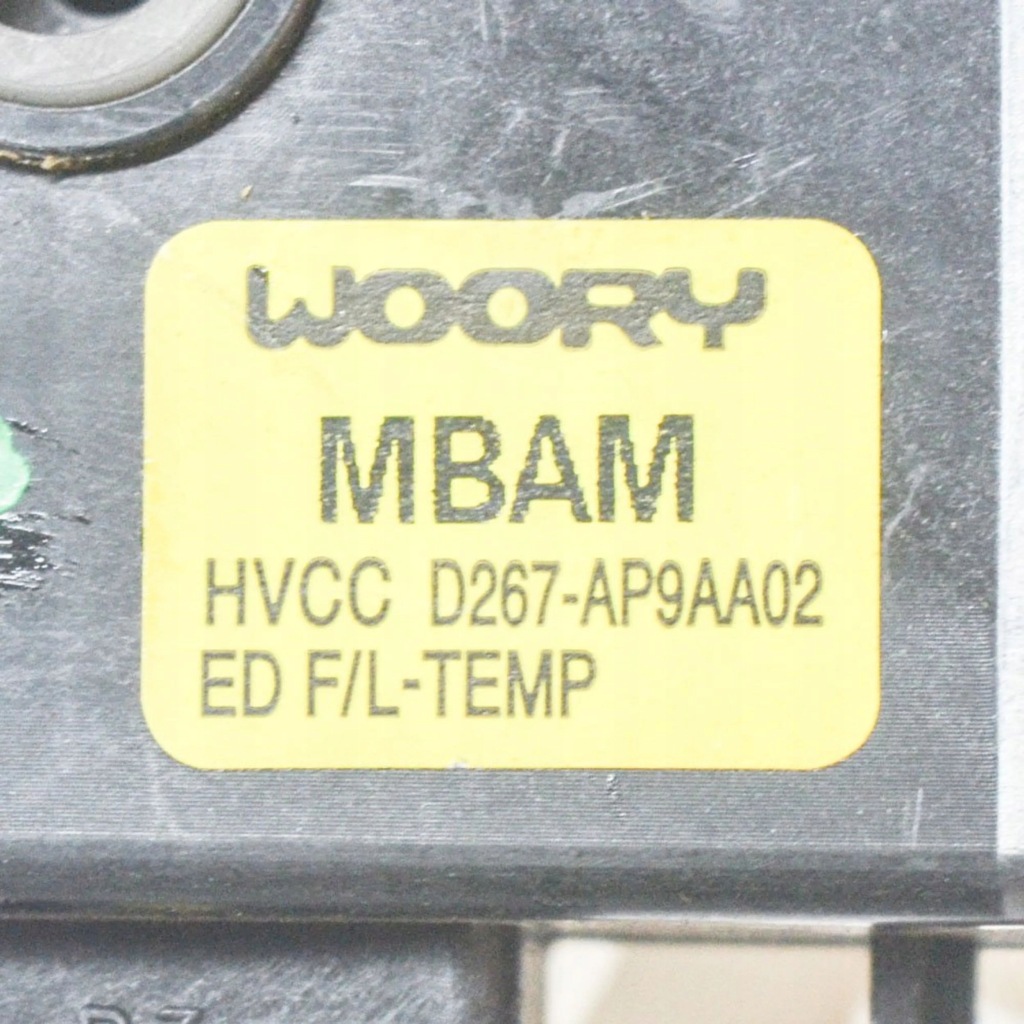 WOORY
MBAM
HVCC D267-AP9AA02
ED F/L-TEMP